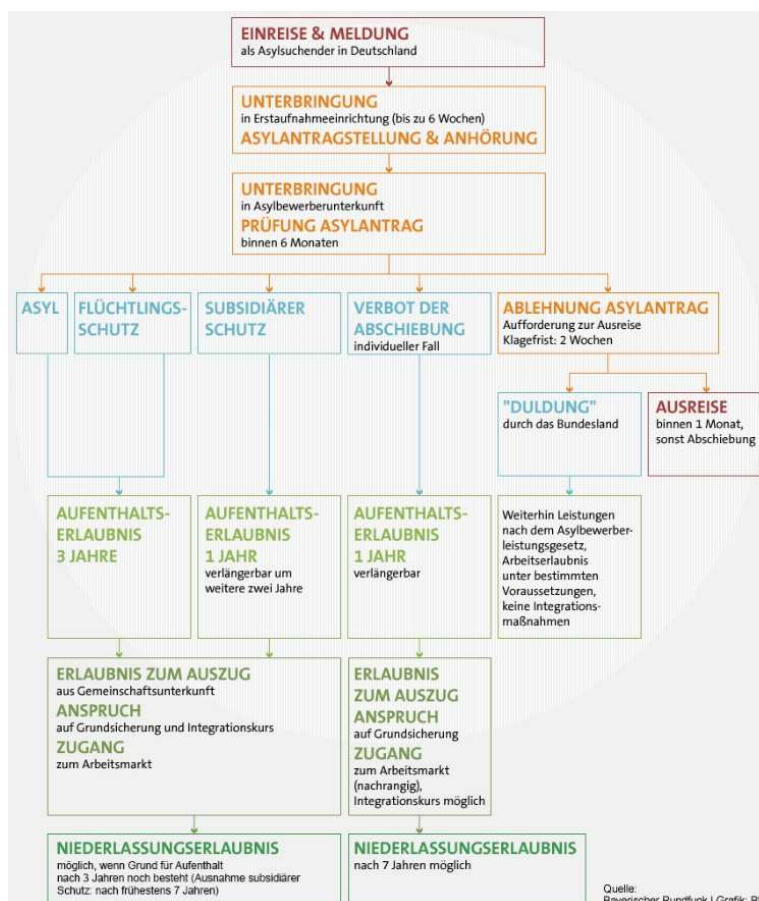 EINREISE & MELDUNG
als Asylsuchender in Deutschland
UNTERBRINGUNG
in Erstaufnahmeeinrichtung (bis zu 6 Wochen)
ASYLANTRAGSTELLUNG & ANHÖRUNG
UNTERBRINGUNG
in Asylbewerberunterkunft
PRÜFUNG ASYLANTRAG
binnen 6 Monaten
ASYL
FLÜCHTLINGS-
SCHUTZ
SUBSIDIÄRER
SCHUTZ
VERBOT DER
ABSCHIEBUNG
individueller Fall
ABLEHNUNG ASYLANTRAG
Aufforderung zur Ausreise
Klagefrist: 2 Wochen
"DULDUNG"
durch das Bundesland
AUSREISE
binnen 1 Monat,
sonst Abschiebung
AUFENTHALTS-
ERLAUBNIS
3 JAHRE
AUFENTHALTS-
ERLAUBNIS
1 JAHR
verlängerbar um
weitere zwei Jahre
AUFENTHALTS-
ERLAUBNIS
1 JAHR
verlängerbar
Weiterhin Leistungen
nach dem Asylbewerber-
leistungsgesetz,
Arbeitserlaubnis
unter bestimmten
Voraussetzungen,
keine Integrations-
maßnahmen
ERLAUBNIS ZUM AUSZUG
aus Gemeinschaftsunterkunft
ANSPRUCH
auf Grundsicherung und Integrationskurs
ZUGANG
zum Arbeitsmarkt
ERLAUBNIS
ZUM AUSZUG
ANSPRUCH
auf Grundsicherung
ZUGANG
zum Arbeitsmarkt
(nachrangig),
Integrationskurs möglich
NIEDERLASSUNGSERLAUBNIS
möglich, wenn Grund für Aufenthalt
nach 3 Jahren noch besteht (Ausnahme subsidiärer
Schutz: nach frühestens 7 Jahren)
NIEDERLASSUNGSERLAUBNIS
nach 7 Jahren möglich
Quelle:
Bayerischer Rundfunk | Grafik: